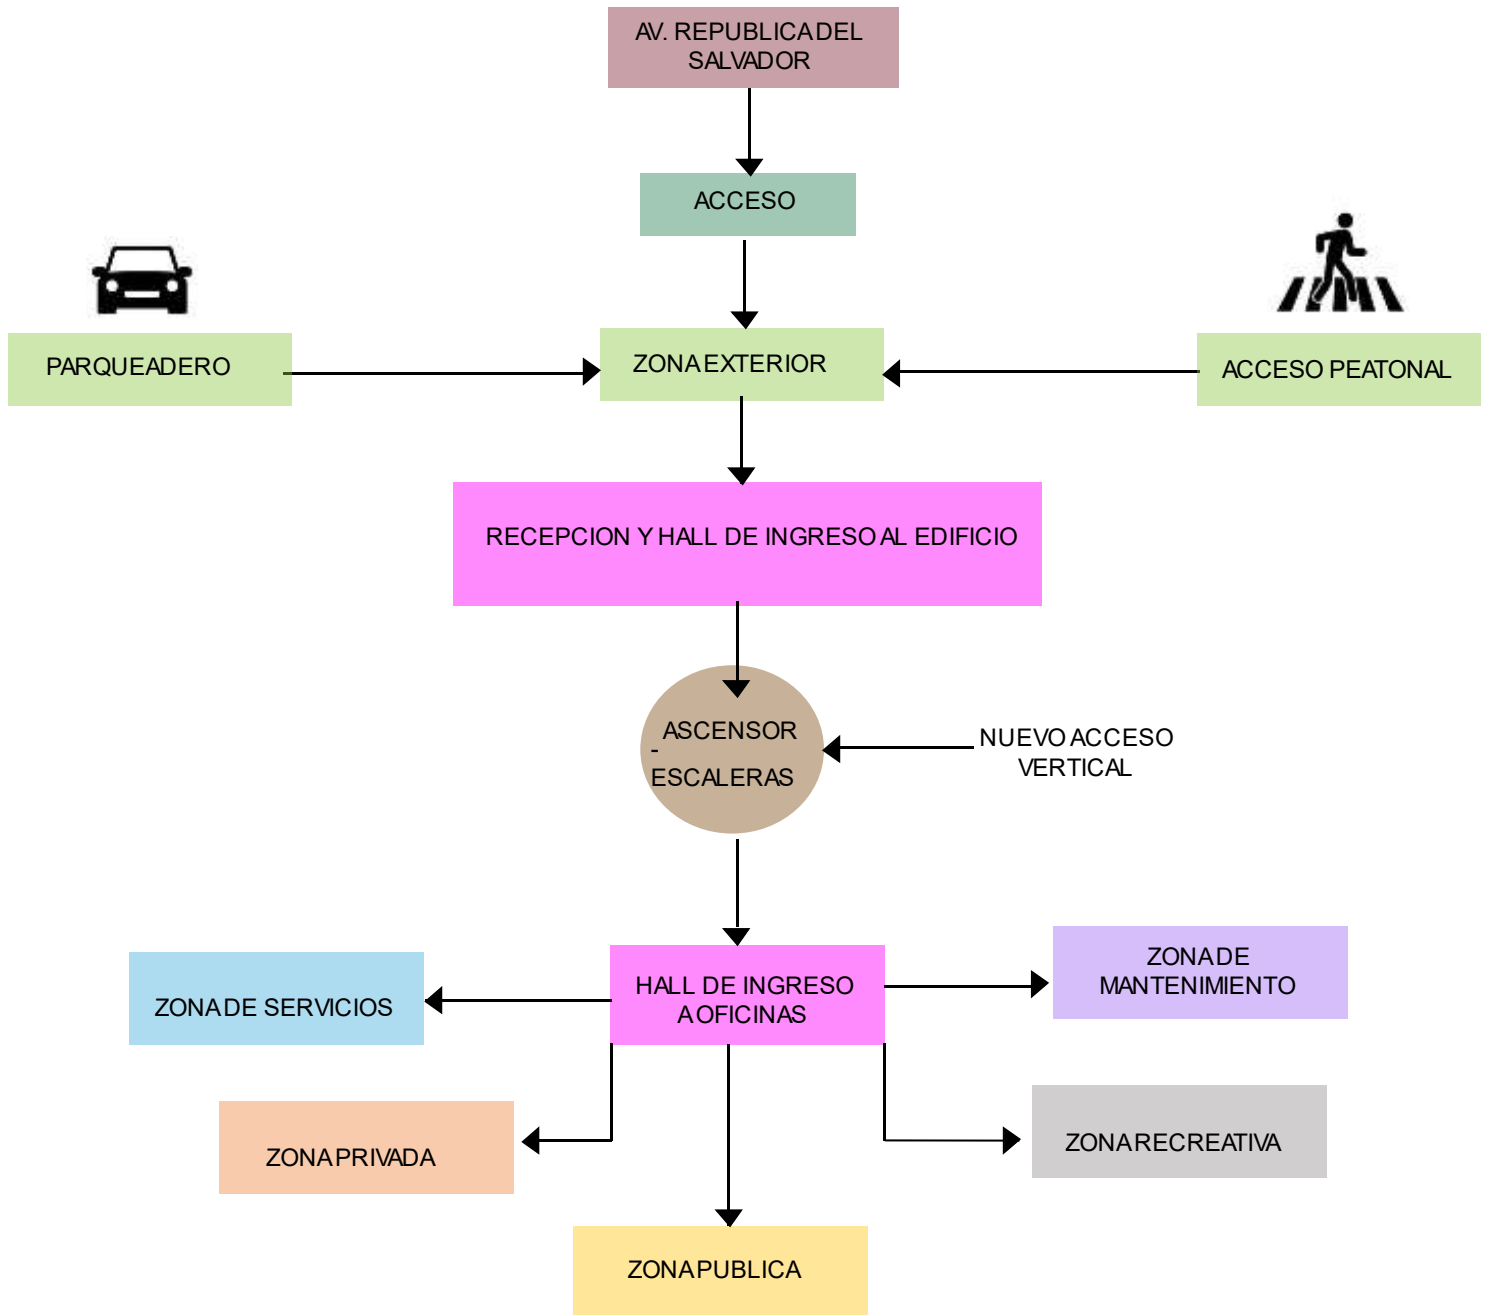 AV. REPUBLICA DEL
SALVADOR
ACCESO
PARQUEADERO
ZONA EXTERIOR
ACCESO PEATONAL
RECEPCION Y HALL DE INGRESO AL EDIFICIO
ASCENSOR
-
ESCALERAS
NUEVO ACCESO
VERTICAL
HALL DE INGRESO
A OFICINAS
ZONA DE
MANTENIMIENTO
ZONA DE SERVICIOS
ZONA PRIVADA
ZONA RECREATIVA
ZONA PUBLICA